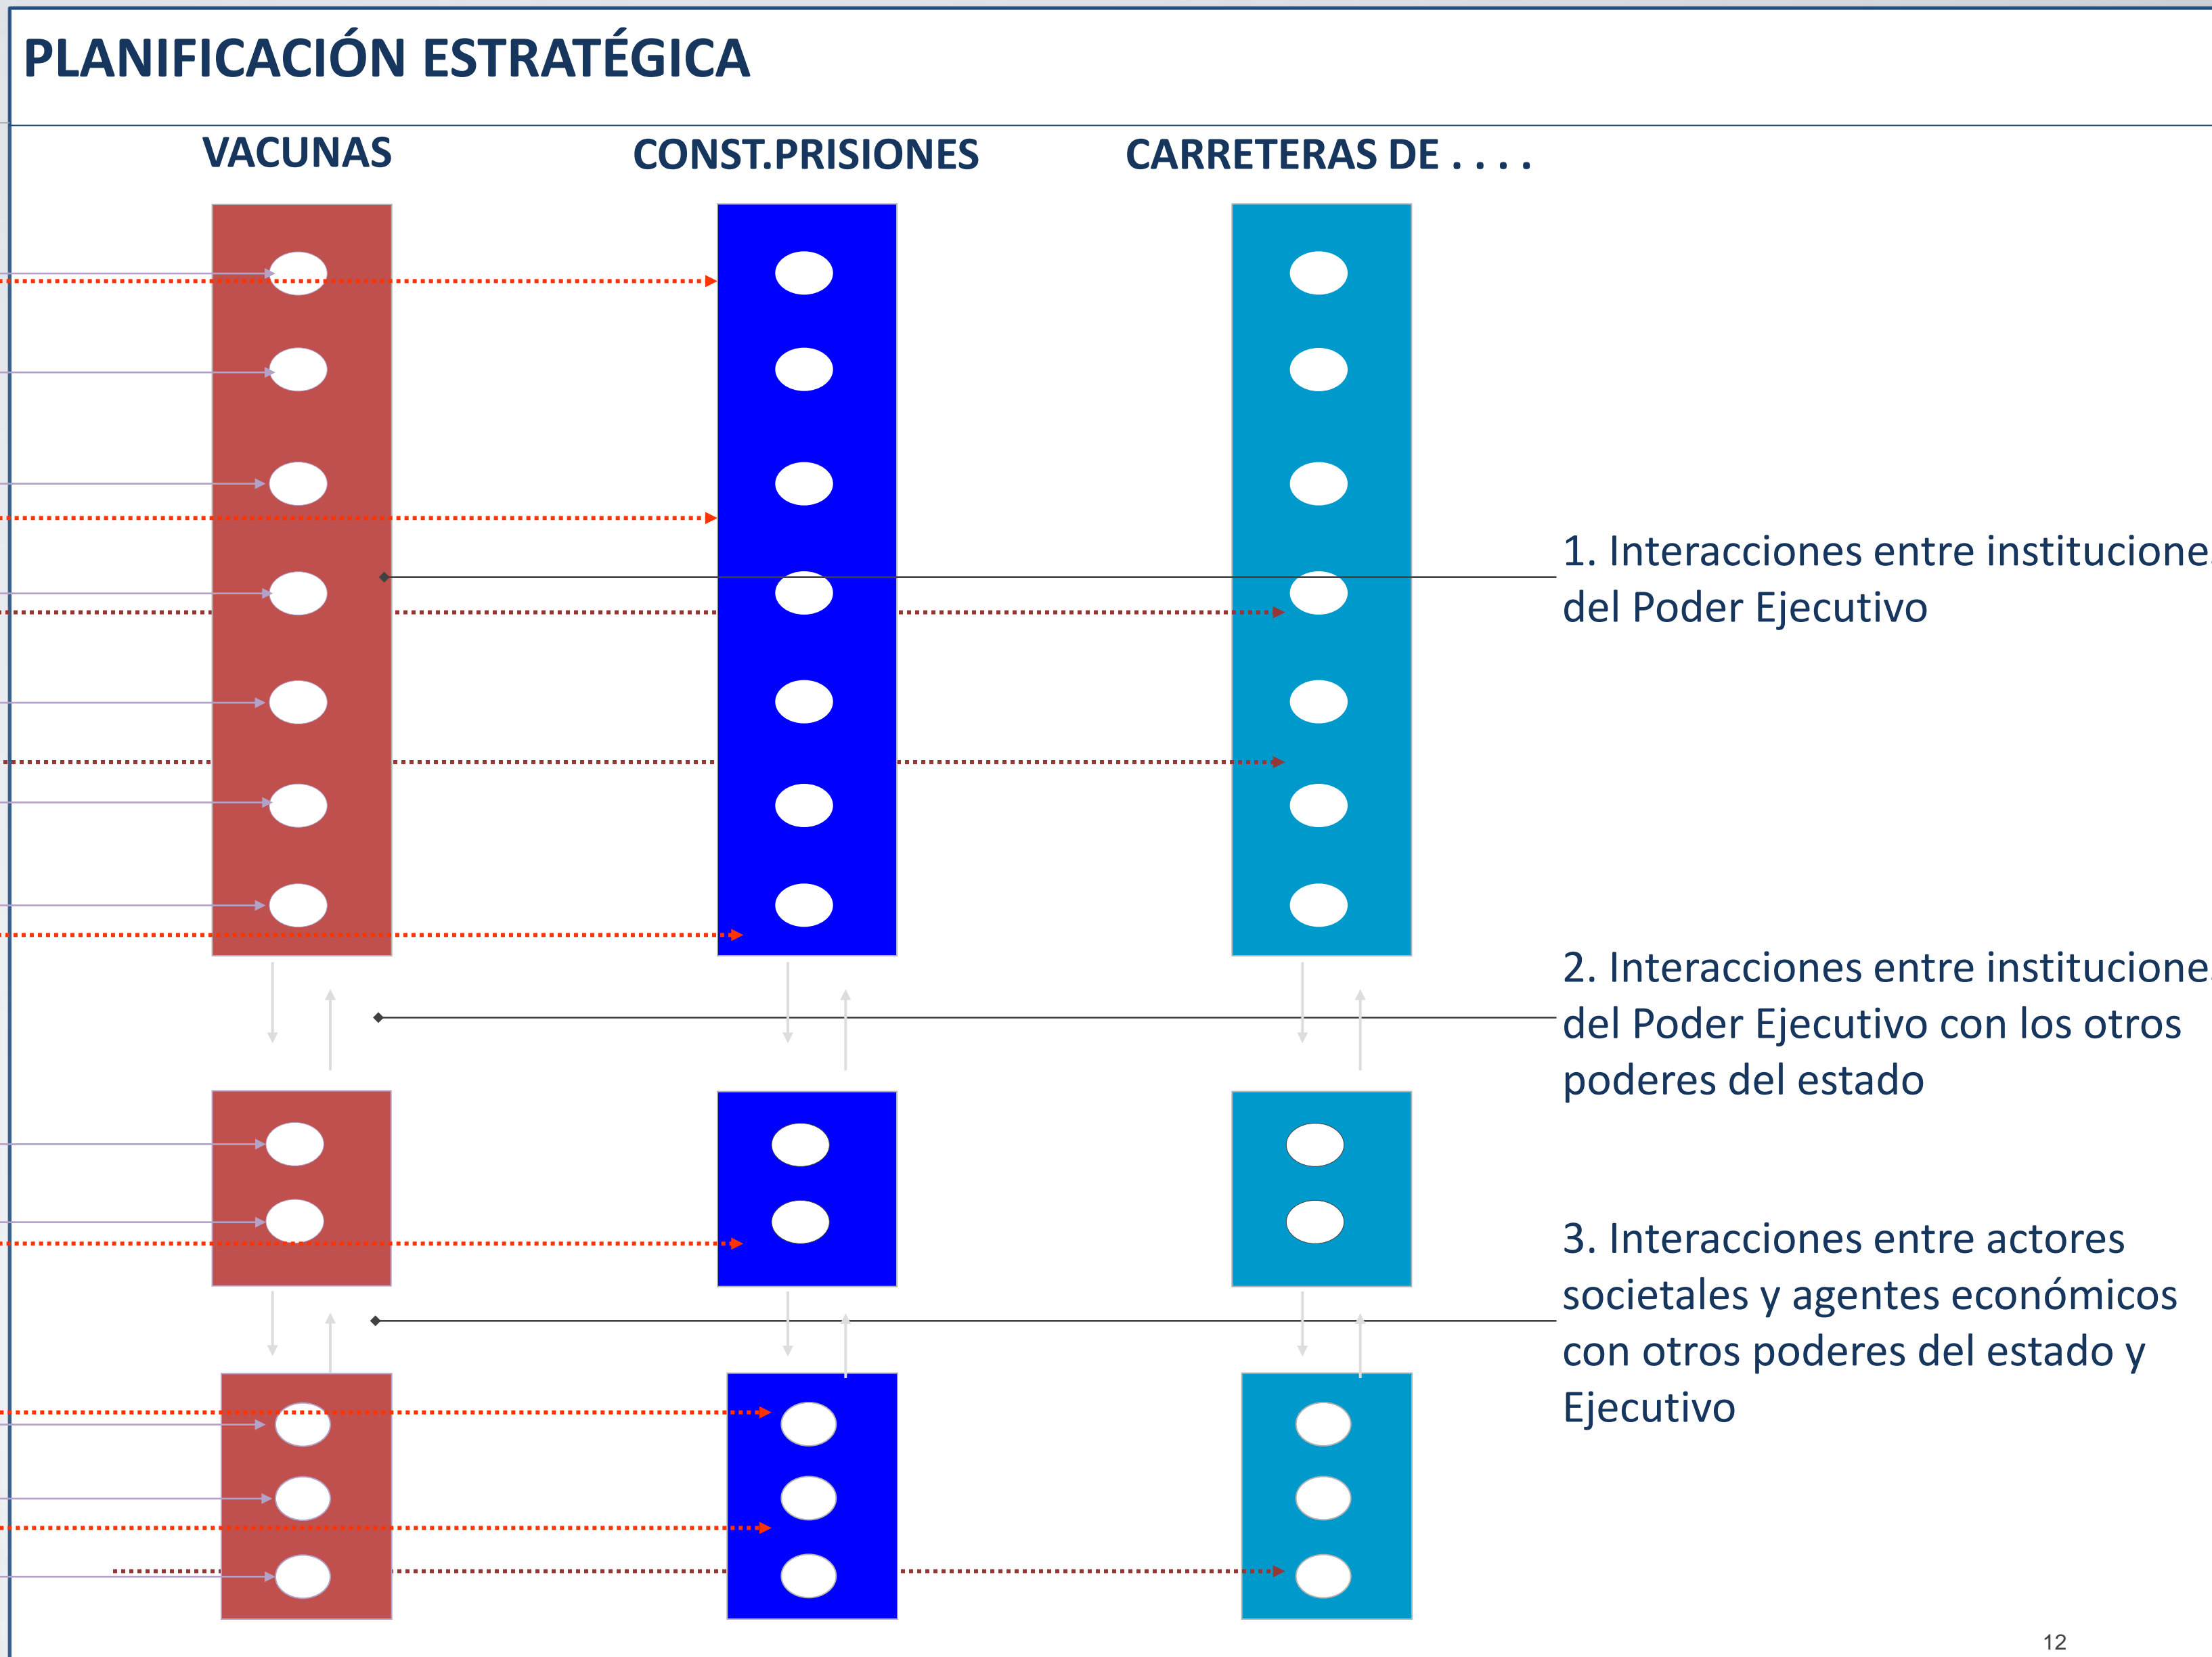 PLANIFICACIÓN ESTRATÉGICA
VACUNAS
CONST.PRSIONES
CARRETERAS DE . . . .
1. Interacciones entre institucione
del Poder Ejecutivo
2. Interacciones entre institucione
del Poder Ejecutivo con los otros
poderes del estado
3. Interacciones entre actores
societales y agentes económicos
con otros poderes del estado y
Ejecutivo
12